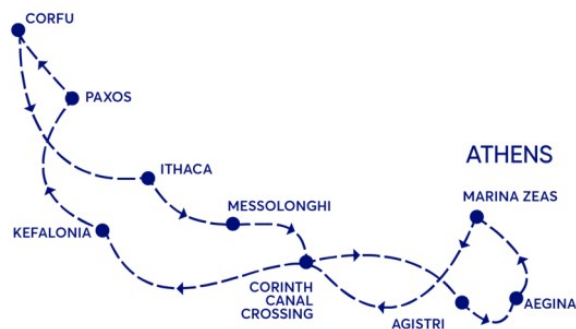 CORFU
PAXOS
ATHENS
ITHACA
MARINA ZEAS
MESSOLONGHI
KEFALONIA
CORINTH
CANAL
CROSSING
AEGINA
AGISTRI